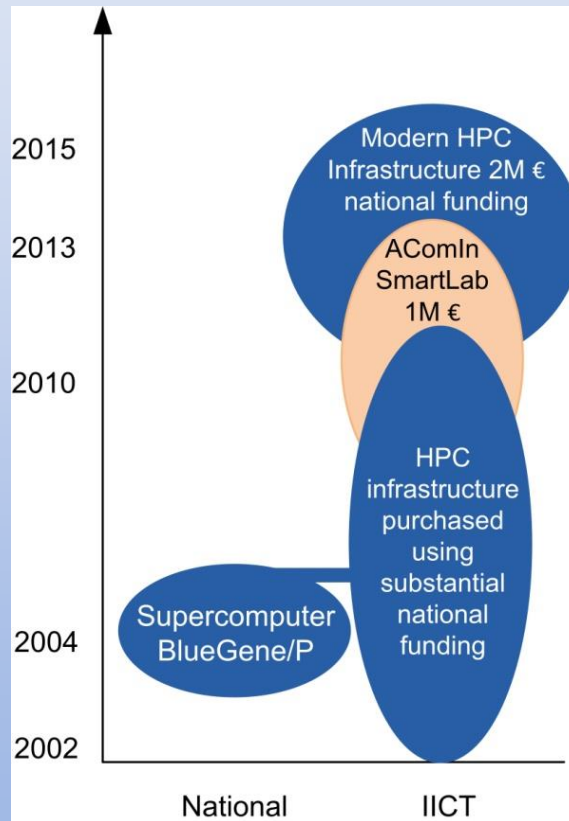 2015
2013
2010
2004
2002
Modern HPC
Infrastructure 2M €
national funding
AComIn
SmartLab
1M €
HPC
infrastructure
purchased
using
substantial
national
funding
Supercomputer
BlueGene/P
National
IICT